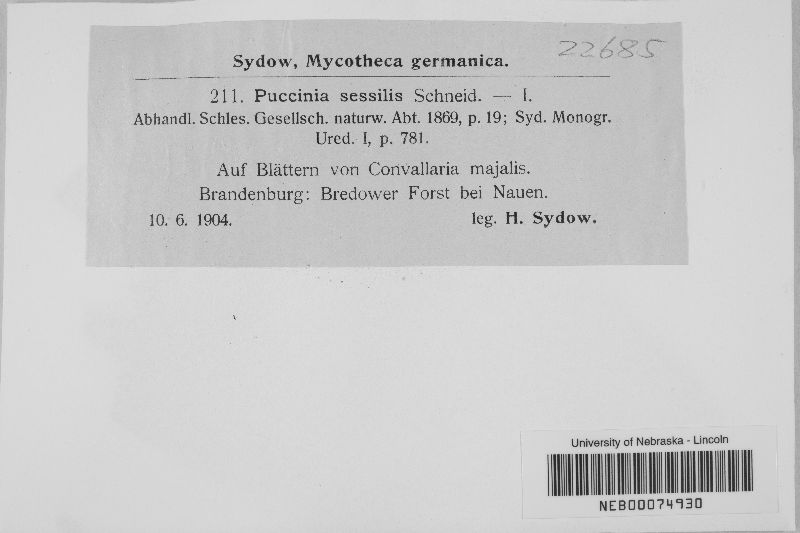 22685
Sydow, Mycotheca germanica.
211. Puccinia sessilis Schneid. — I.
Abhandl. Schles. Gesellsch. naturw. Abt. 1869, p. 19; Syd. Monogr.
Ured. I, p. 781.
Auf Blättern von Convallaria majalis.
Brandenburg: Bredower Forst bei Nauen.
10. 6. 1904. leg. H. Sydow.
University of Nebraska - Lincoln
NEB00074930